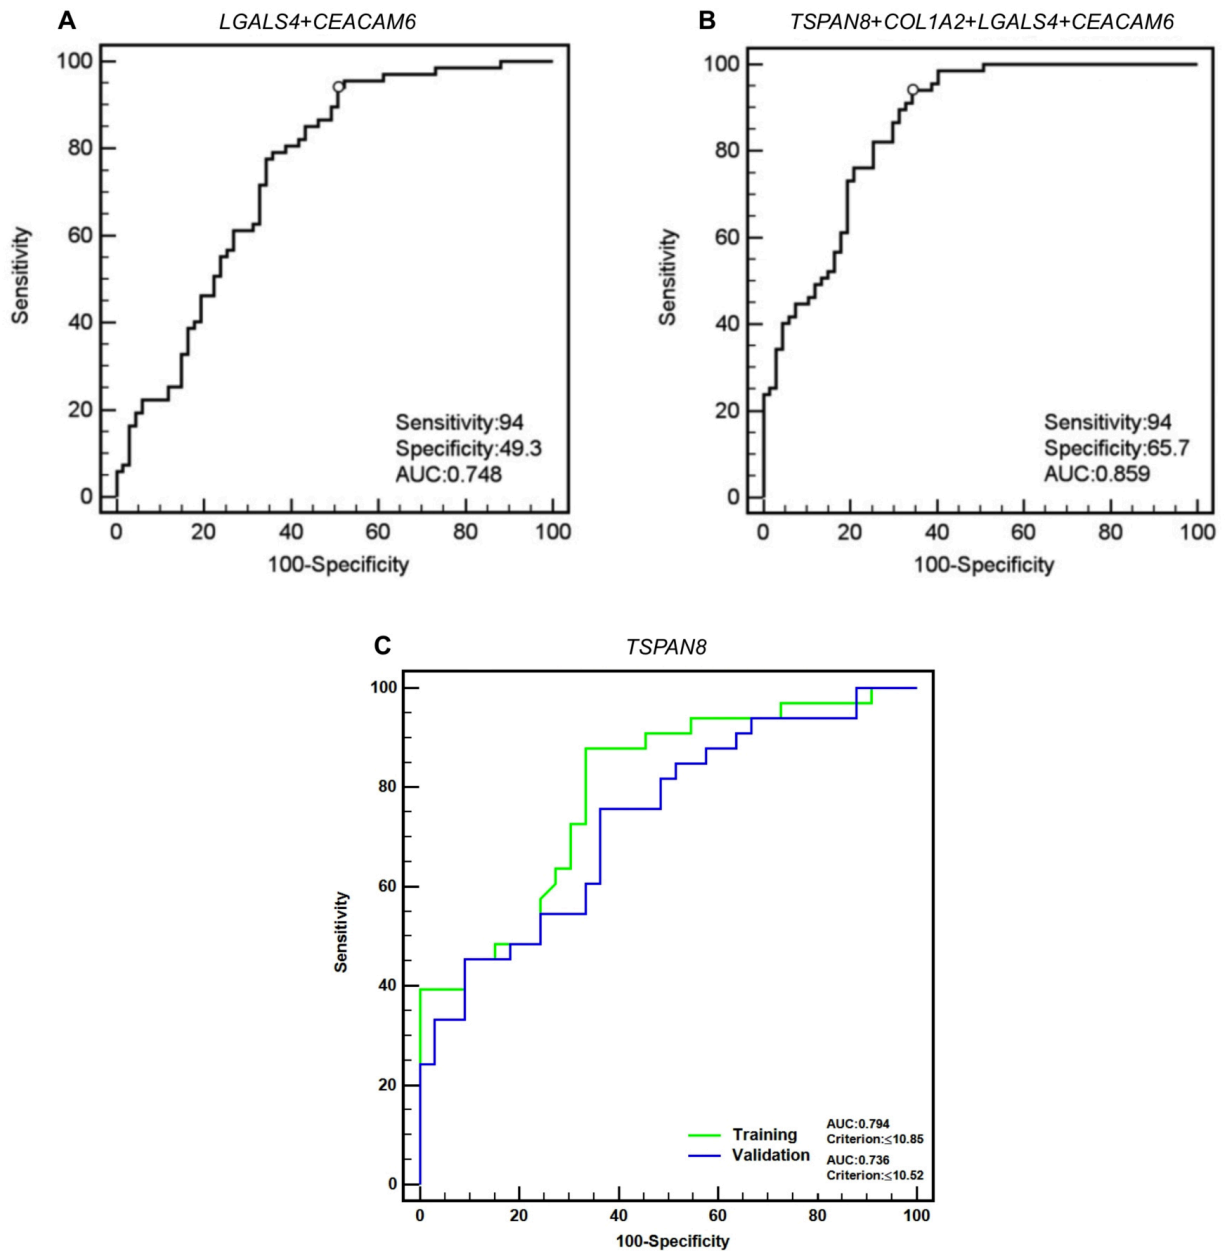 A
LGALS4+CEACAM6
100
80
60
40
20
0
Sensitivity
Sensitivity:94
Specificity:49.3
AUC:0.748
0 20 40 60 80 100
100-Specificity
B
TSPAN8+COL1A2+LGALS4+CEACAM6
100
80
60
40
20
0
Sensitivity
Sensitivity:94
Specificity:65.7
AUC:0.859
0 20 40 60 80 100
100-Specificity
C
TSPAN8
100
80
60
40
20
0
Sensitivity
Training
AUC:0.794
Criterion:≤10.85
Validation
AUC:0.736
Criterion:≤10.52
0 20 40 60 80 100
100-Specificity